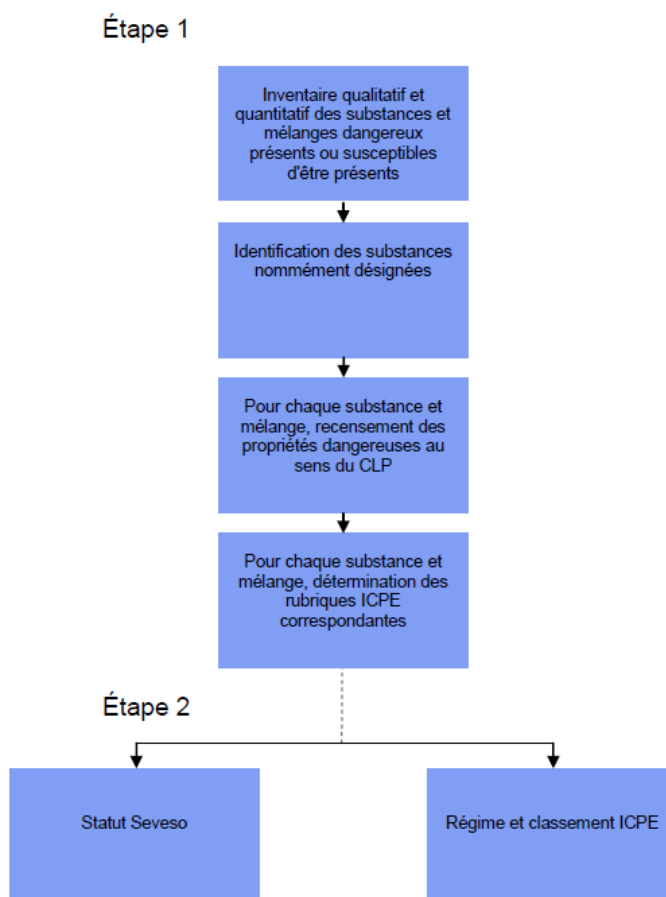 Étape 1
Inventaire qualitatif et
quantitatif des substances et
mélanges dangereux
présents ou susceptibles
d'être présents
Identification des substances
nommément désignées
Pour chaque substance et
mélange, recensement des
propriétés dangereuses au
sens du CLP
Pour chaque substance et
mélange, détermination des
rubriques ICPE
correspondantes
Étape 2
Statut Seveso
Régime et classement ICPE